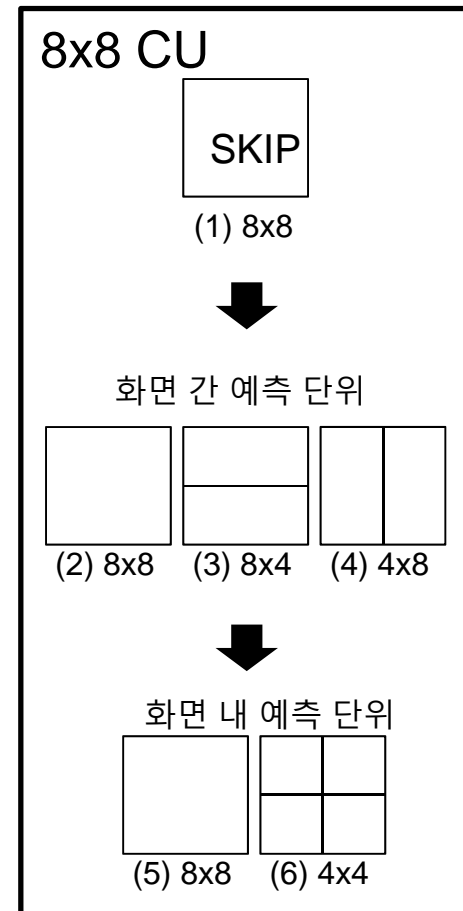 8x8 CU
SKIP
(1) 8x8
화면 간 예측 단위
(2) 8x8 (3) 8x4 (4) 4x8
화면 내 예측 단위
(5) 8x8 (6) 4x4